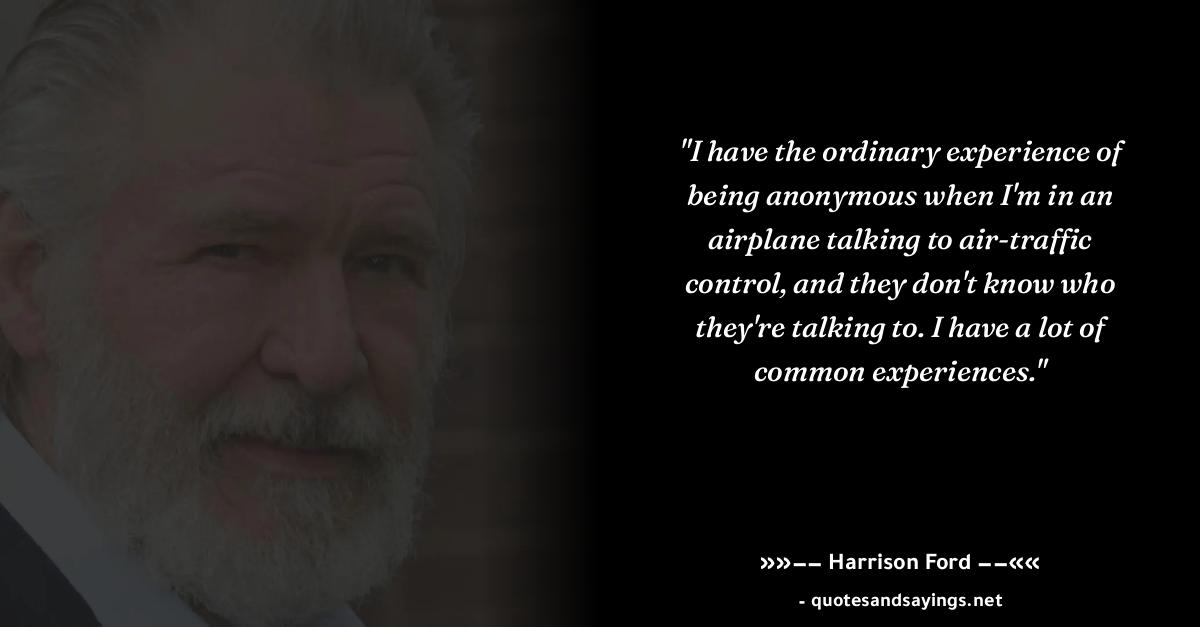 "I have the ordinary experience of
being anonymous when I'm in an
airplane talking to air-traffic
control, and they don't know who
they're talking to. I have a lot of
common experiences."
»»–– Harrison Ford ––««
- quotesandsayings.net